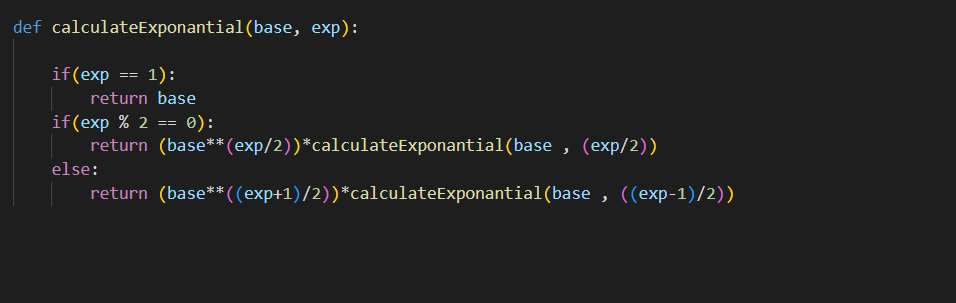 def calculateExponantial(base, exp):
    if(exp == 1):
        return base
    if(exp % 2 == 0):
        return (base**(exp/2))*calculateExponantial(base , (exp/2))
    else:
        return (base**((exp+1)/2))*calculateExponantial(base , ((exp-1)/2))